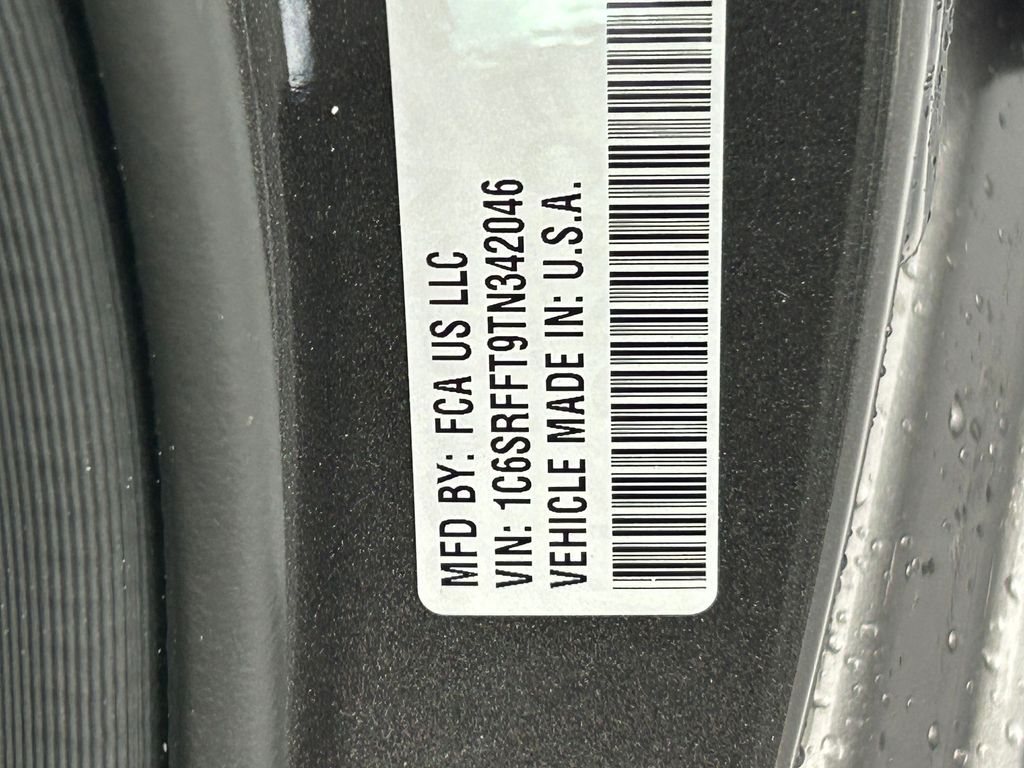 MFD BY: FCA US LLC
VIN: 1C6SRFFT9TN342046
VEHICLE MADE IN: U.S.A.